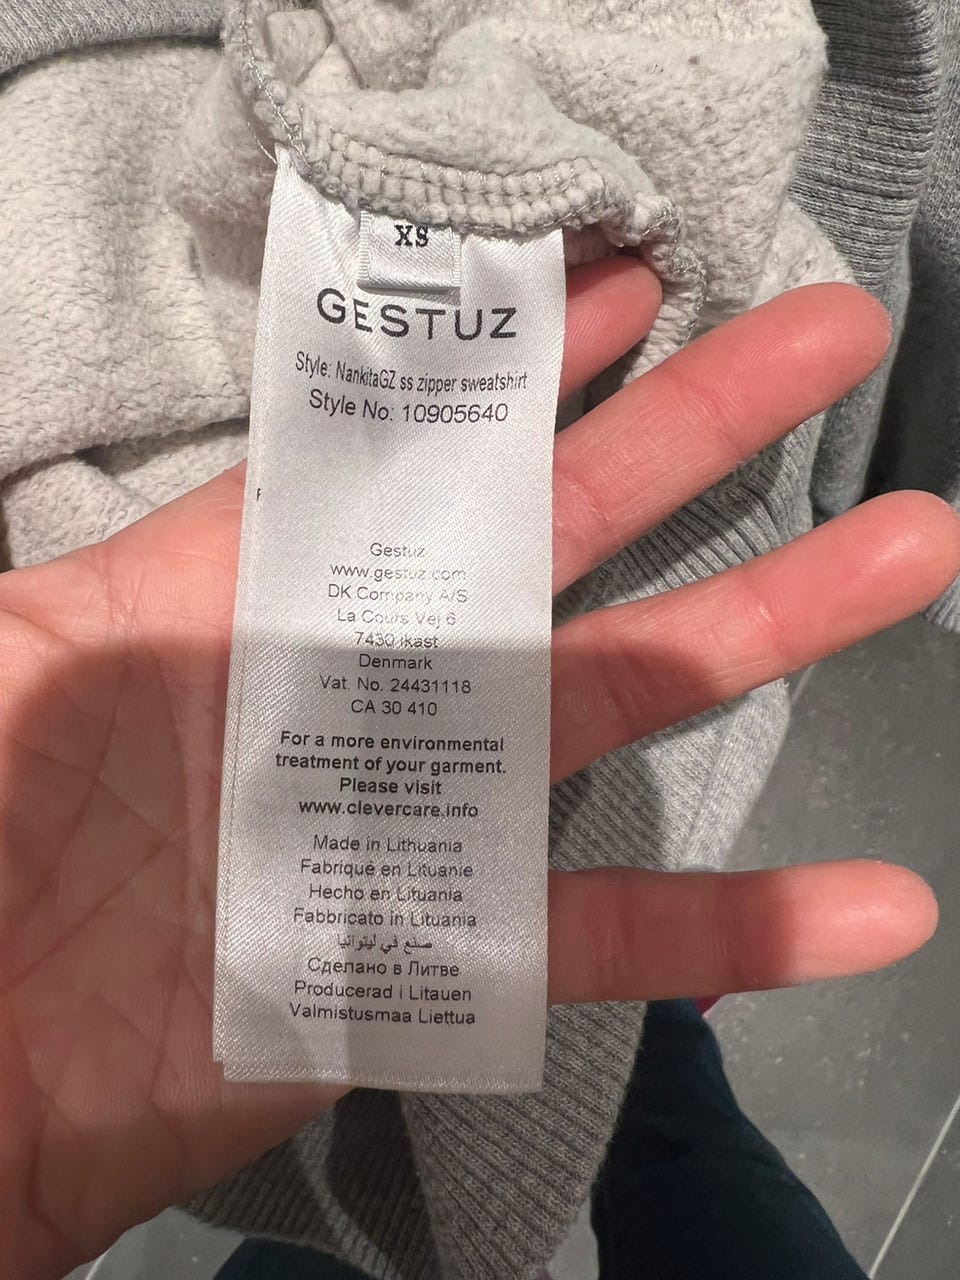 XS
GESTUZ
Style: NankitaGZ ss zipper sweatshirt
Style No: 10905640
Gestuz
www.gestuz.com
DK Company A/S
La Cours Vej 6
7430 Ikast
Denmark
Vat. No. 24431118
CA 30 410
For a more environmental
treatment of your garment.
Please visit
www.clevercare.info
Made in Lithuania
Fabriqué en Lituanie
Hecho en Lituania
Fabbricato in Lituania
صنع في ليتوانيا
Сделано в Литве
Producerad i Litauen
Valmistusmaa Liettua